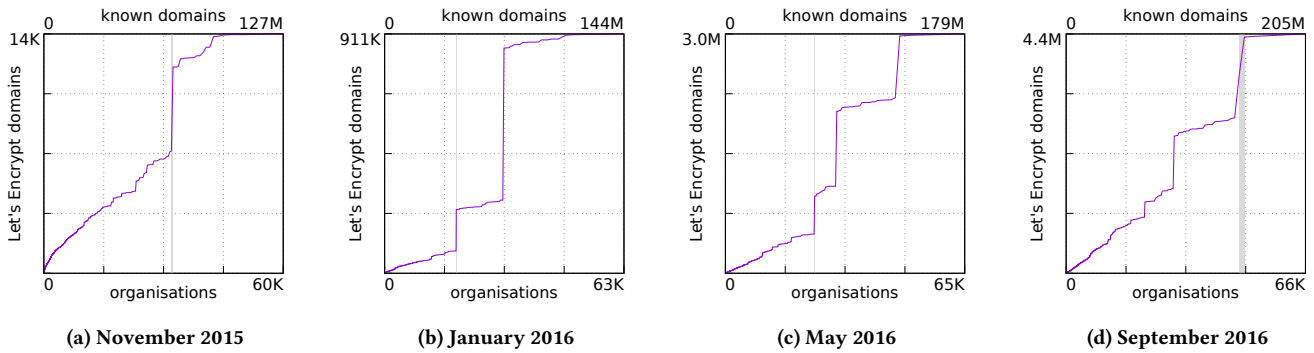 known domains
0 127M
14K
Let's Encrypt domains
0 60K
organisations
(a) November 2015
known domains
0 144M
911K
Let's Encrypt domains
0 63K
organisations
(b) January 2016
known domains
0 179M
3.0M
Let's Encrypt domains
0 65K
organisations
(c) May 2016
known domains
0 205M
4.4M
Let's Encrypt domains
0 66K
organisations
(d) September 2016